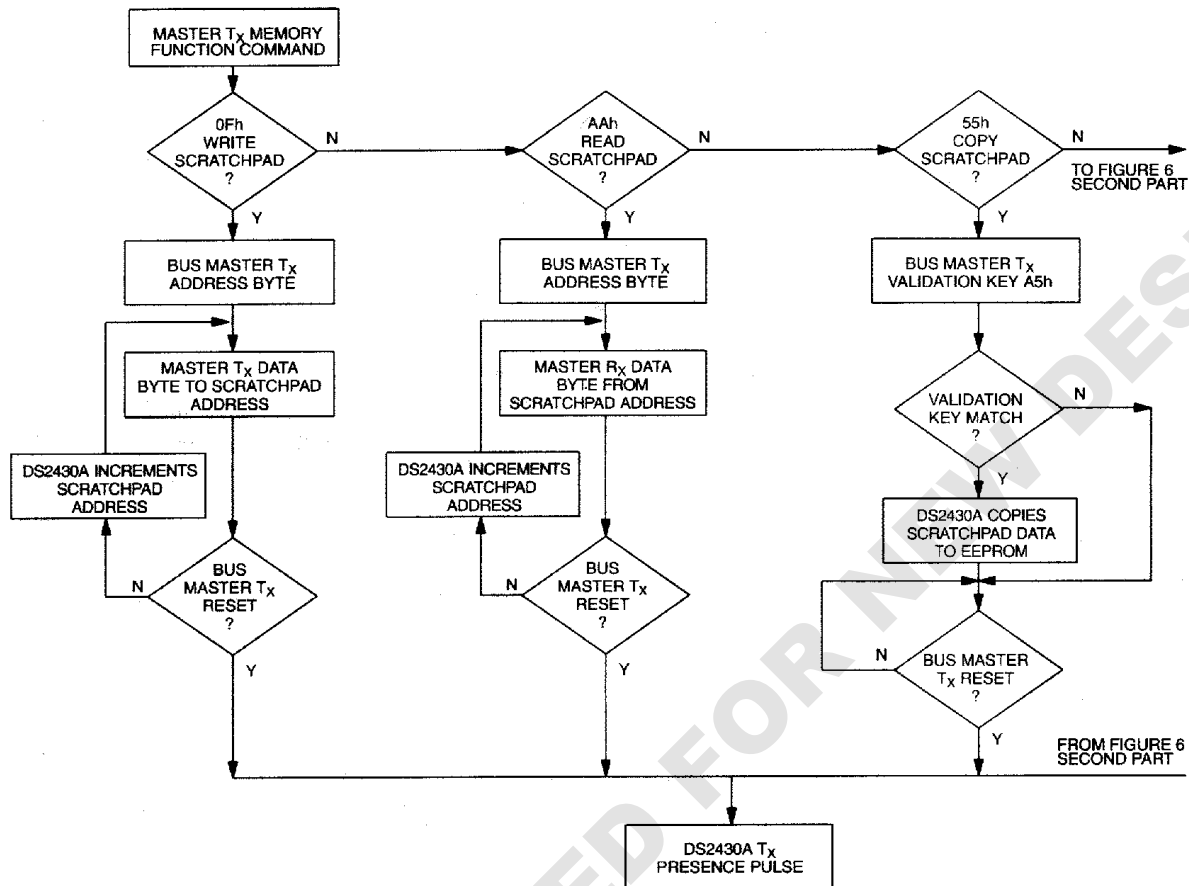 MASTER TX MEMORY
FUNCTION COMMAND
0Fh
WRITE
SCRATCHPAD
?
N
Y
AAh
READ
SCRATCHPAD
?
N
Y
55h
COPY
SCRATCHPAD
?
N
Y
TO FIGURE 6
SECOND PART
BUS MASTER TX
ADDRESS BYTE
BUS MASTER TX
ADDRESS BYTE
BUS MASTER TX
VALIDATION KEY A5h
MASTER TX DATA
BYTE TO SCRATCHPAD
ADDRESS
MASTER RX DATA
BYTE FROM
SCRATCHPAD ADDRESS
VALIDATION
KEY MATCH
?
N
Y
DS2430A INCREMENTS
SCRATCHPAD
ADDRESS
DS2430A INCREMENTS
SCRATCHPAD
ADDRESS
DS2430A COPIES
SCRATCHPAD DATA
TO EEPROM
BUS
MASTER TX
RESET
?
N
Y
BUS
MASTER TX
RESET
?
N
Y
BUS MASTER
TX RESET
?
N
Y
FROM FIGURE 6
SECOND PART
DS2430A TX
PRESENCE PULSE
FOR NEW